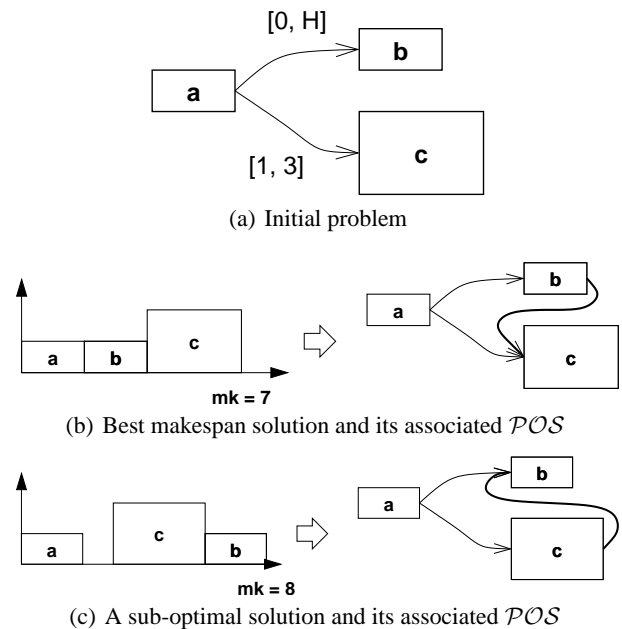 [0, H]
b
a
c
[1, 3]
(a) Initial problem
a
b
c
mk = 7
a
b
c
(b) Best makespan solution and its associated POS
a
c
b
mk = 8
a
b
c
(c) A sub-optimal solution and its associated POS